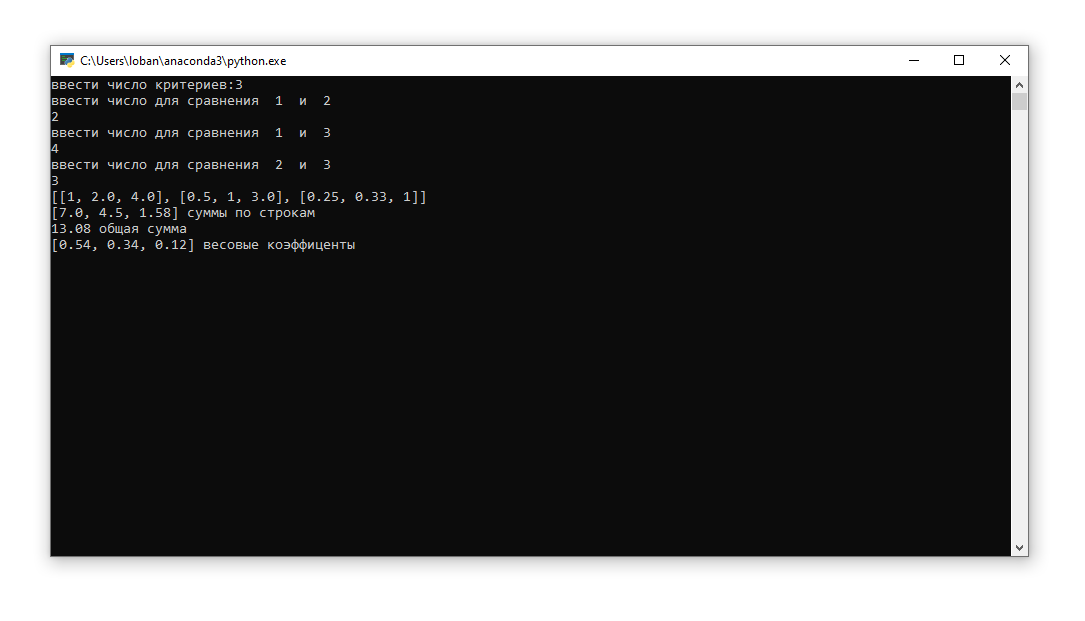 C:\Users\loban\anaconda3\python.exe
ввести число критериев:3
ввести число для сравнения  1  и  2
2
ввести число для сравнения  1  и  3
4
ввести число для сравнения  2  и  3
3
[[1, 2.0, 4.0], [0.5, 1, 3.0], [0.25, 0.33, 1]]
[7.0, 4.5, 1.58] суммы по строкам
13.08 общая сумма
[0.54, 0.34, 0.12] весовые коэффиценты